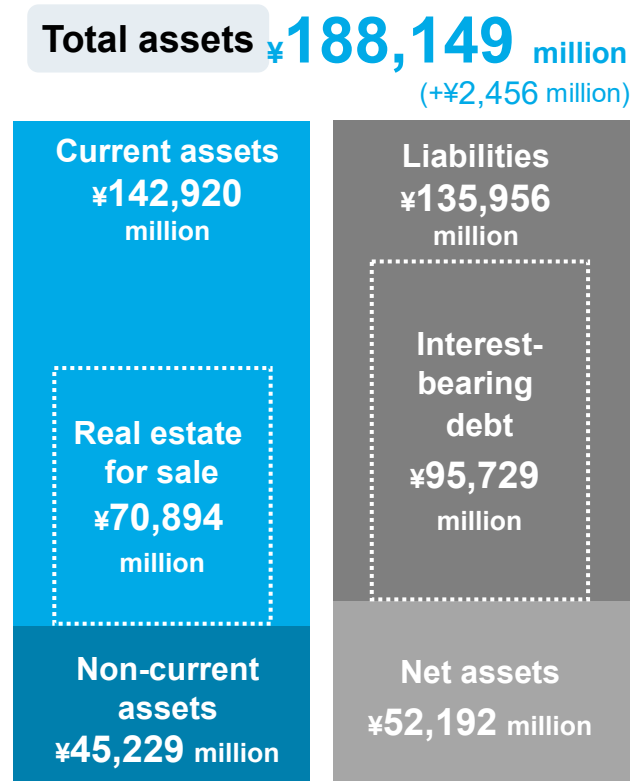 Total assets ¥188,149 million
(+¥2,456 million)
Current assets
¥142,920
million
Real estate
for sale
¥70,894
million
Non-current
assets
¥45,229 million
Liabilities
¥135,956
million
Interest-
bearing
debt
¥95,729
million
Net assets
¥52,192 million